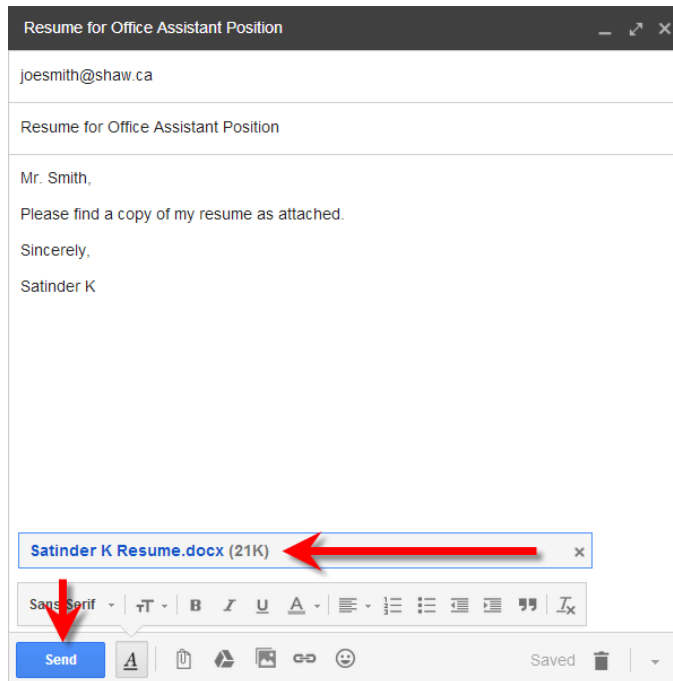 Resume for Office Assistant Position
joesmith@shaw.ca
Resume for Office Assistant Position
Mr. Smith,
Please find a copy of my resume as attached.
Sincerely,
Satinder K
Satinder K Resume.docx (21K)
Sans Serif
Send
Saved